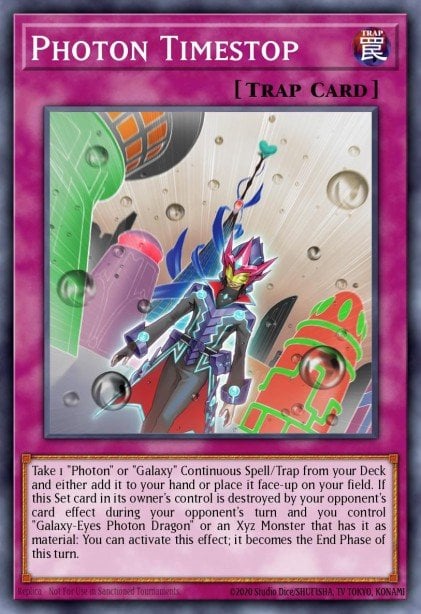 PHOTON TIMESTOP
TRAP
罠
[TRAP CARD]
Take 1 "Photon" or "Galaxy" Continuous Spell/Trap from your Deck
and either add it to your hand or place it face-up on your field. If
this Set card in its owner's control is destroyed by your opponent's
card effect during your opponent's turn and you control
"Galaxy-Eyes Photon Dragon" or an Xyz Monster that has it as
material: You can activate this effect; it becomes the End Phase of
this turn.
Replica - Not For Use in Sanctioned Tournaments
©2020 Studio Dice/SHUEISHA, TV TOKYO, KONAMI